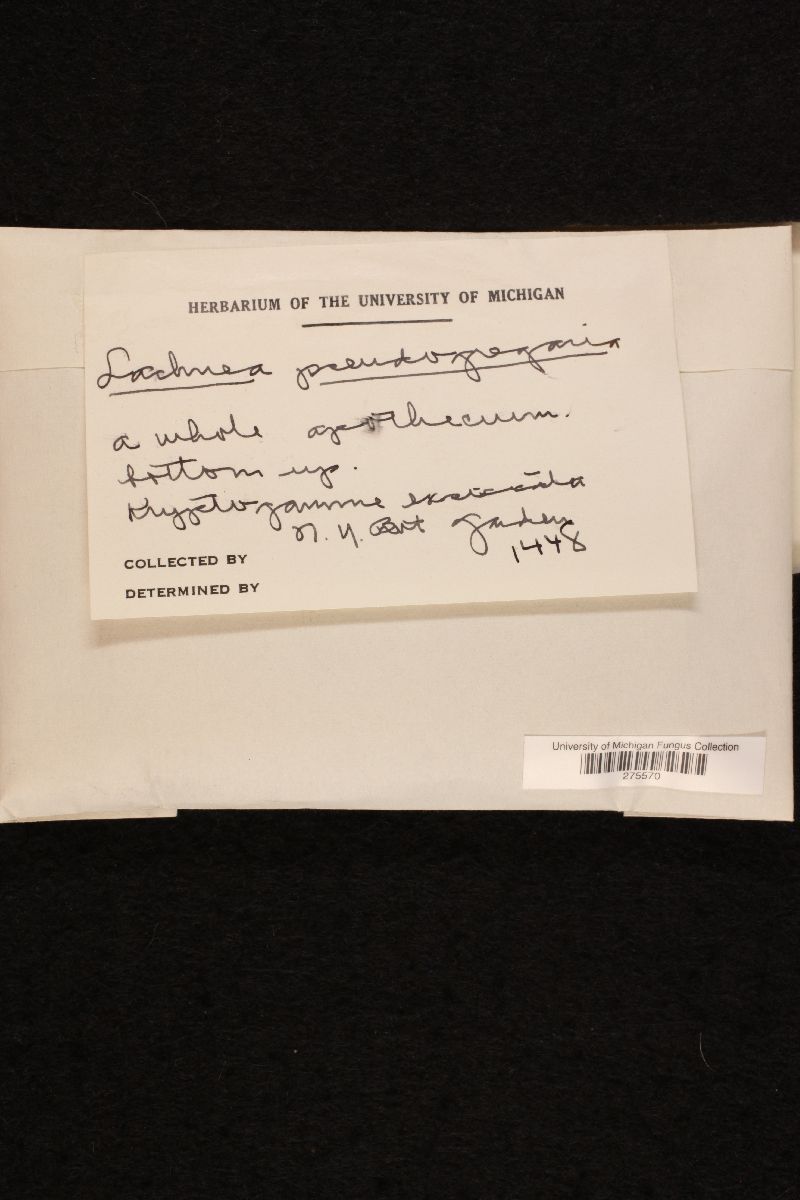 HERBARIUM OF THE UNIVERSITY OF MICHIGAN
Lachnea pseudogregaria
a whole apothecium.
bottom up.
Kryptogamme exsiccata
N. Y. Bot Garden
1448
COLLECTED BY
DETERMINED BY
University of Michigan Fungus Collection
275570